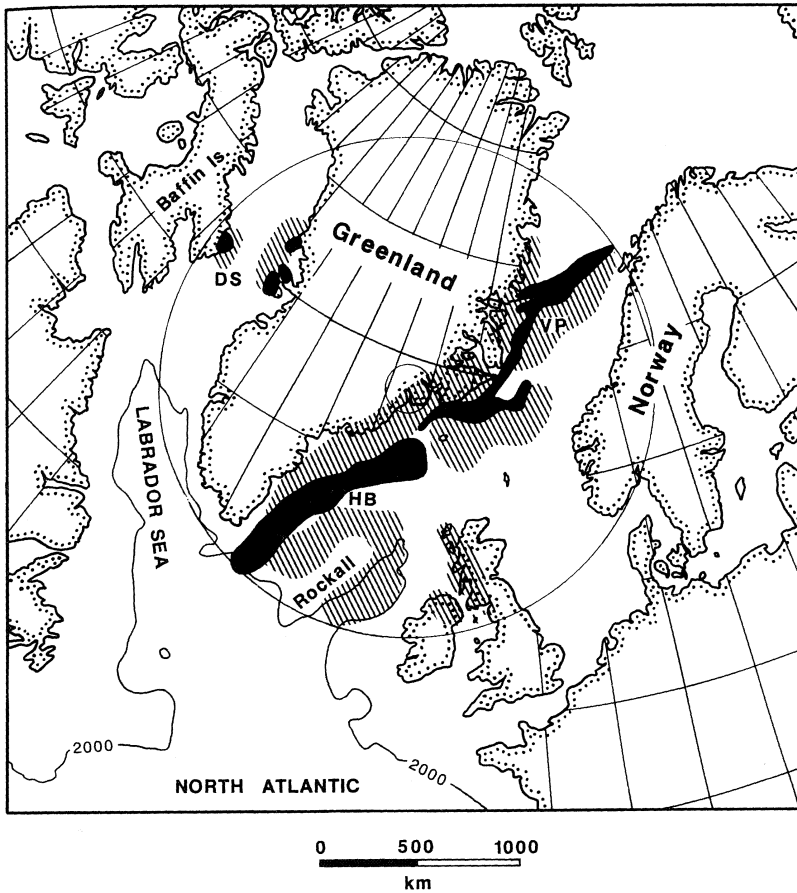 Baffin Is.
Greenland
DS
VP
Norway
LABRADOR SEA
HB
Rockall
2000
2000
NORTH ATLANTIC
0 500 1000
km